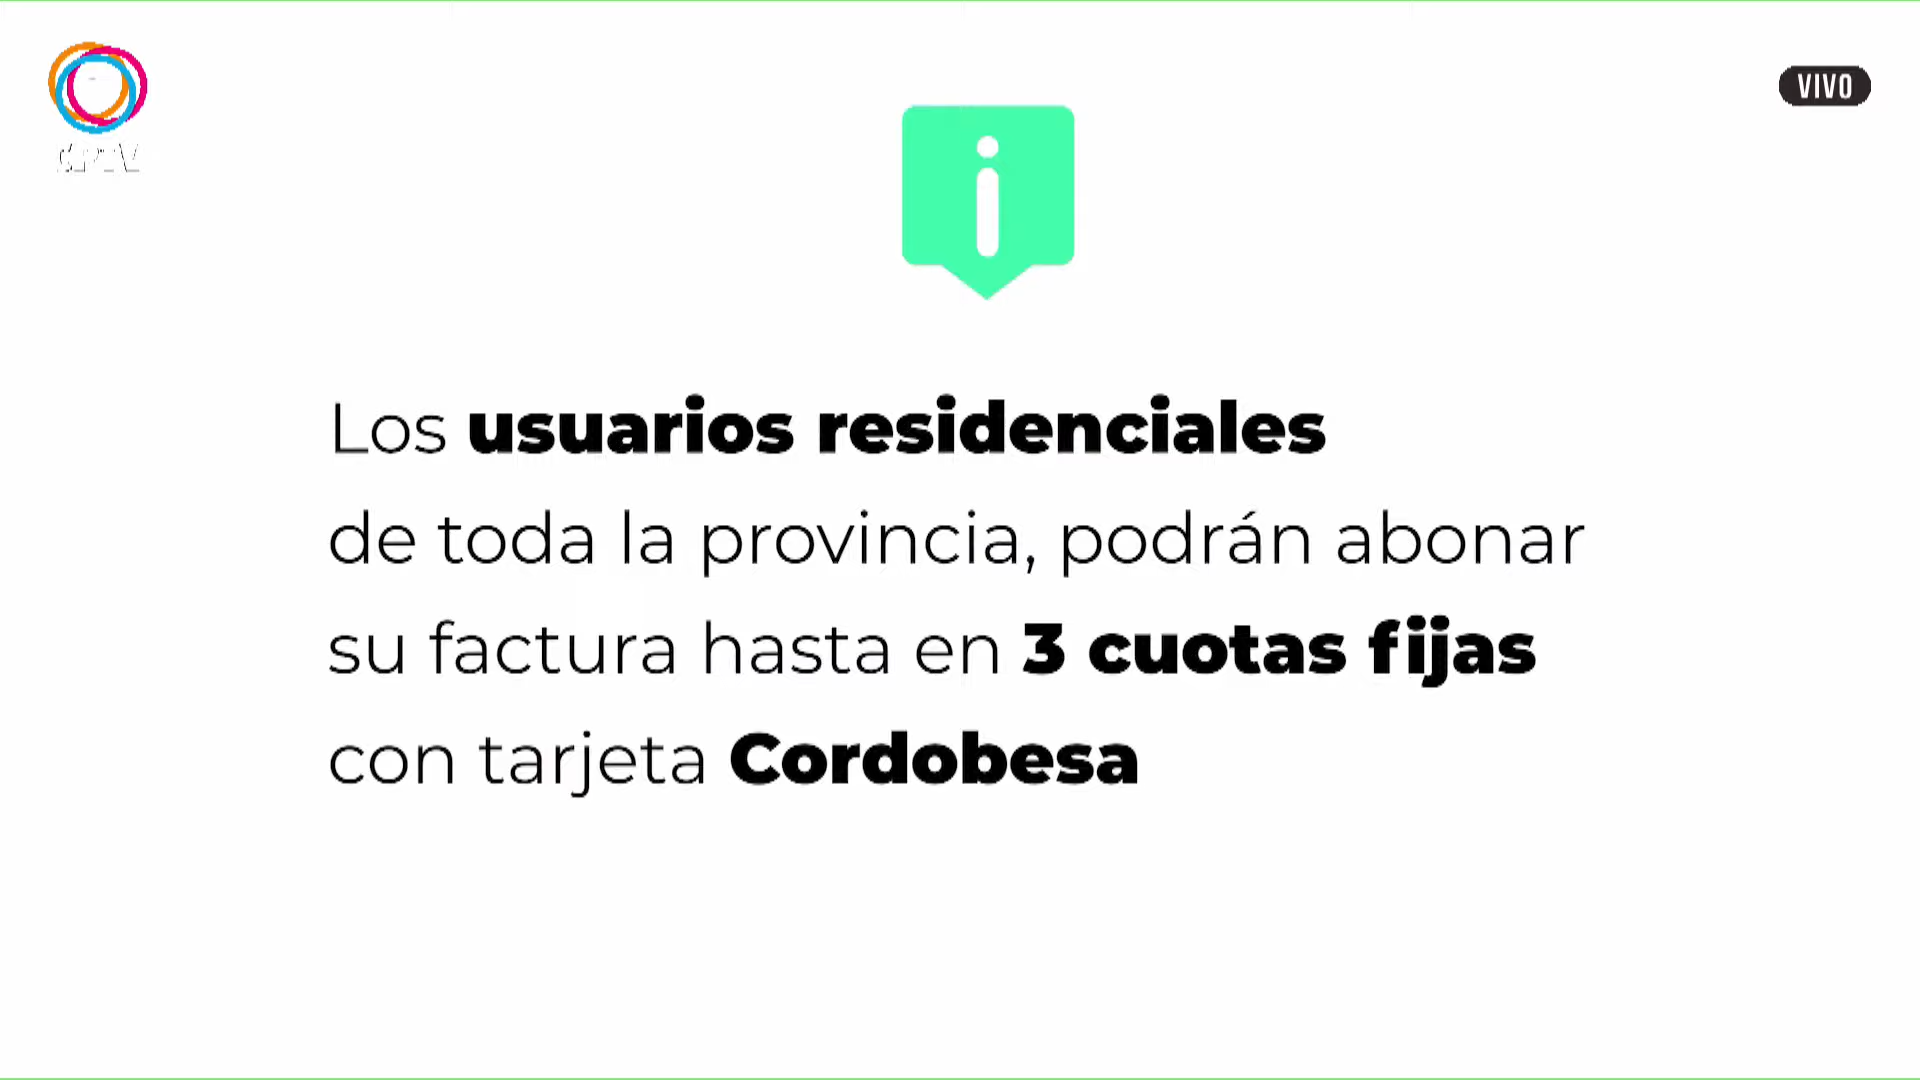 VIVO
i
Los usuarios residenciales
de toda la provincia, podrán abonar
su factura hasta en 3 cuotas fijas
con tarjeta Cordobesa